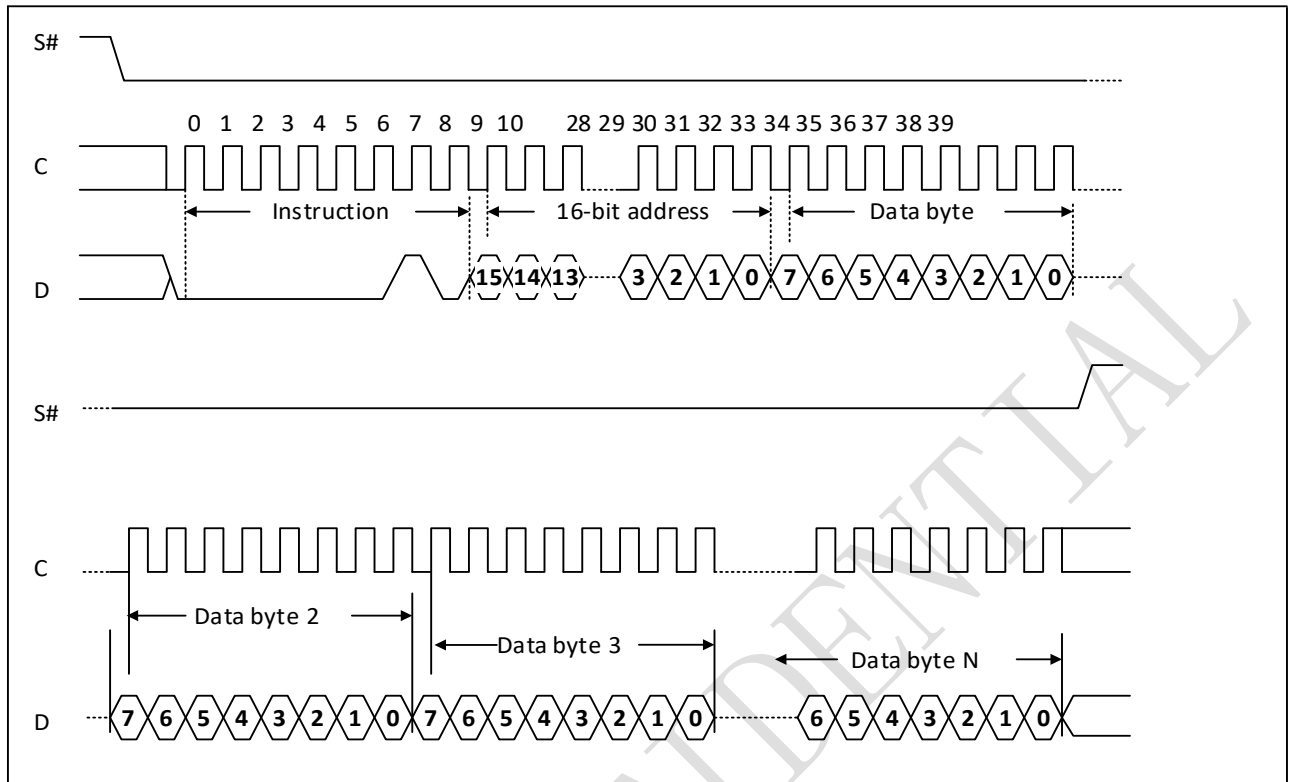 S#
0 1 2 3 4 5 6 7 8 9 10 28 29 30 31 32 33 34 35 36 37 38 39
C
Instruction 16-bit address Data byte
D 15 14 13 3 2 1 0 7 6 5 4 3 2 1 0
S#
C
Data byte 2 Data byte 3 Data byte N
D 7 6 5 4 3 2 1 0 7 6 5 4 3 2 1 0 6 5 4 3 2 1 0
IDENTIAL